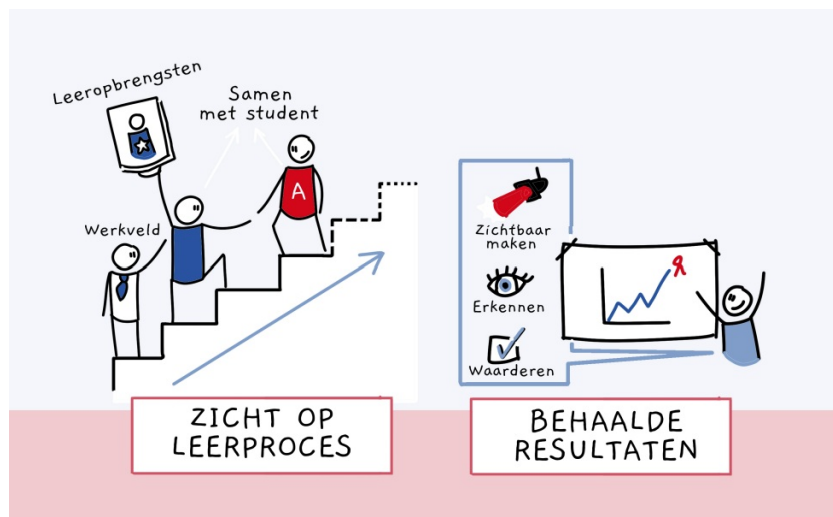 Leeropbrengsten
Samen
met student
A
Werkveld
Zichtbaar
maken
Erkennen
Waarderen
ZICHT OP
LEERPROCES
BEHAALDE
RESULTATEN